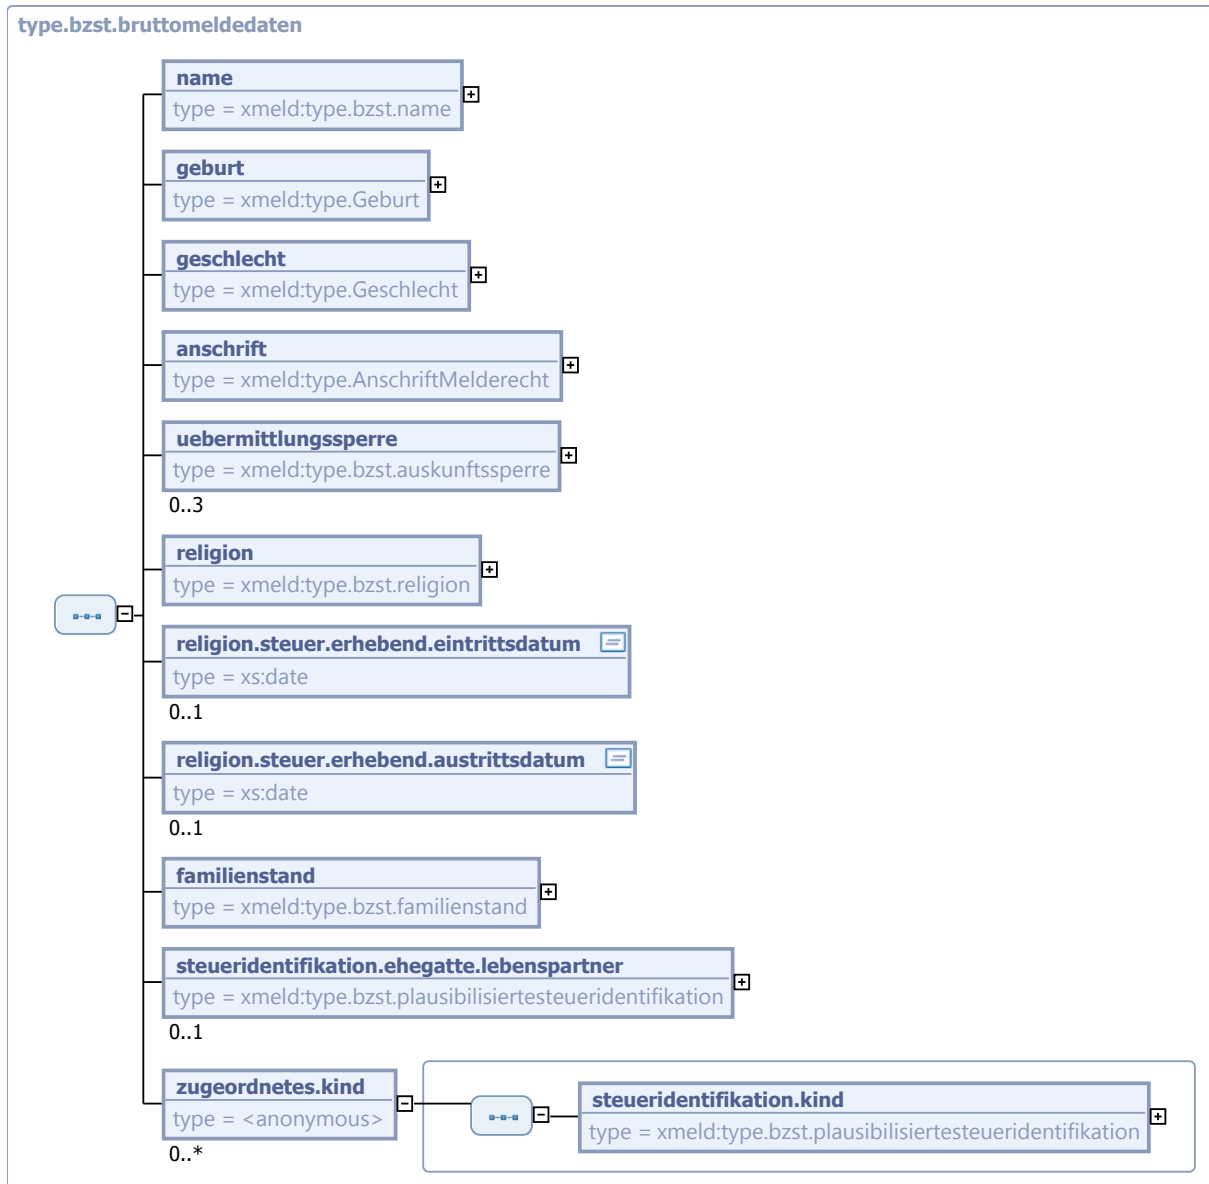 type.bzst.bruttomeldedaten
name
type = xmeld:type.bzst.name
geburt
type = xmeld:type.Geburt
geschlecht
type = xmeld:type.Geschlecht
anschrift
type = xmeld:type.AnschriftMelderecht
uebermittlungssperre
type = xmeld:type.bzst.auskunftssperre
0..3
religion
type = xmeld:type.bzst.religion
religion.steuer.erhebend.eintrittsdatum
type = xs:date
0..1
religion.steuer.erhebend.austrittsdatum
type = xs:date
0..1
familienstand
type = xmeld:type.bzst.familienstand
steueridentifikation.ehegatte.lebenspartner
type = xmeld:type.bzst.plausibilisiertesteueridentifikation
0..1
zugeordnetes.kind
type = <anonymous>
0..*
steueridentifikation.kind
type = xmeld:type.bzst.plausibilisiertesteueridentifikation